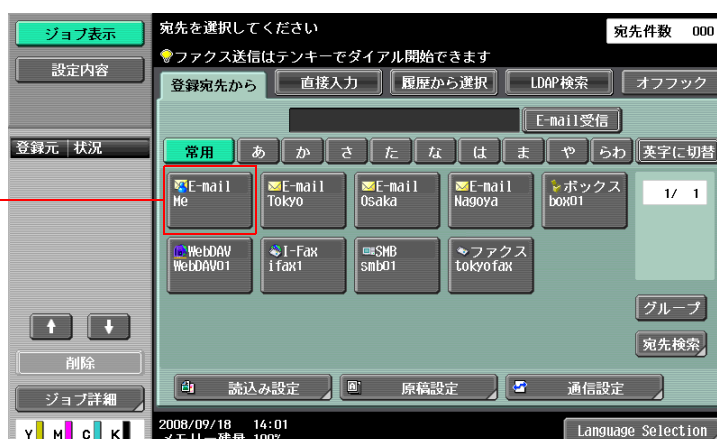 ジョブ表示
設定内容
登録元 状況
削除
ジョブ詳細
Y M C K
宛先を選択してください
宛先件数 000
ファクス送信はテンキーでダイアル開始できます
登録宛先から 直接入力 履歴から選択 LDAP検索 オフフック
E-mail受信
常用 あ か さ た な は ま や らわ 英字に切替
E-mail E-mail E-mail E-mail ボックス
Me Tokyo Osaka Nagoya box01
1/ 1
WebDAV I-Fax SMB ファクス
WebDAV01 ifax1 smb01 tokyofax
グループ
宛先検索
読込み設定 原稿設定 通信設定
2008/09/18 14:01
メモリー残量 100%
Language Selection